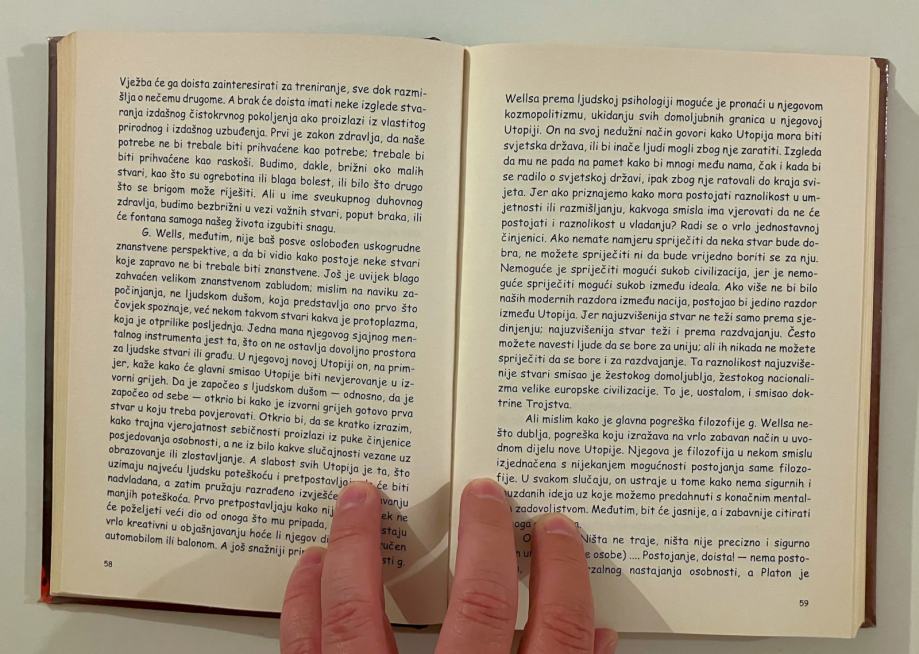 Vježba će ga doista zainteresirati za treniranje, sve dok razmi-
šlja o nečemu drugome. A brak će doista imati neke izglede stva-
ranja izdašnog čistokrvnog pokoljenja ako proizlazi iz vlastitog
prirodnog i izdašnog uzbuđenja. Prvi je zakon zdravlja, da naše
potrebe ne bi trebale biti prihvaćene kao potrebe; trebale bi
biti prihvaćene kao raskoši. Budimo, dakle, brižni oko malih
stvari, kao što su ogrebotina ili blaga bolest, ili bilo što drugo
što se brigom može riješiti. Ali u ime sveukupnog duhovnog
zdravlja, budimo bezbrižni u vezi važnih stvari, poput braka, ili
će fontana samoga našeg života izgubiti snagu.
G. Wells, međutim, nije baš posve oslobođen uskogrudne
znanstvene perspektive, a da bi vidio kako postoje neke stvari
koje zapravo ne bi trebale biti znanstvene. Još je uvijek blago
zahvaćen velikom znanstvenom zabludom; mislim na naviku za-
počinjanja, ne ljudskom dušom, koja predstavlja ono prvo što
čovjek spoznaje, već nekom takvom stvari kakva je protoplazma,
koja je otprilike posljednja. Jedna mana njegovog sjajnog men-
talnog instrumenta jest ta, što on ne ostavlja dovoljno prostora
za ljudske stvari ili građu. U njegovoj novoj Utopiji on, na prim-
jer, kaže kako će glavni smisao Utopije biti nevjerovanje u iz-
vorni grijeh. Da je započeo s ljudskom dušom — odnosno, da je
započeo od sebe — otkrio bi kako je izvorni grijeh gotovo prva
stvar u koju treba povjerovati. Otkrio bi, da se kratko izrazim,
kako trajna vjerojatnost sebičnosti proizlazi iz puke činjenice
posjedovanja osobnosti, a ne iz bilo kakve slučajnosti vezane uz
obrazovanje ili zlostavljanje. A slabost svih Utopija je ta, što
uzimaju najveću ljudsku poteškoću i pretpostavljaju će biti
nadvladana, a zatim pružaju razrađeno izvješće
manjih poteškoća. Prvo pretpostavljaju kako ne
će poželjeti veći dio od onoga što mu pripada,
vrlo kreativni u objašnjavanju hoće li njegov
automobilom ili balonom. A još snažniji
g.
58
Wellsa prema ljudskoj psihologiji moguće je pronaći u njegovom
kozmopolitizmu, ukidanju svih domoljubnih granica u njegovoj
Utopiji. On na svoj nedužni način govori kako Utopija mora biti
svjetska država, ili bi inače ljudi mogli zbog nje zaratiti. Izgleda
da mu ne pada na pamet kako bi mnogi među nama, čak i kada bi
se radilo o svjetskoj državi, ipak zbog nje ratovali do kraja svi-
jeta. Jer ako priznajemo kako mora postojati raznolikost u um-
jetnosti ili razmišljanju, kakvoga smisla ima vjerovati da ne će
postojati i raznolikost u vladanju? Radi se o vrlo jednostavnoj
činjenici. Ako nemate namjeru spriječiti da neka stvar bude do-
bra, ne možete spriječiti ni da bude vrijedno boriti se za nju.
Nemoguće je spriječiti mogući sukob civilizacija, jer je nemo-
guće spriječiti mogući sukob između ideala. Ako više ne bi bilo
naših modernih razdora između nacija, postojao bi jedino razdor
između Utopija. Jer najuzvišenija stvar ne teži samo prema sje-
dinjenju; najuzvišenija stvar teži i prema razdvajanju. Često
možete navesti ljude da se bore za uniju; ali ih nikada ne možete
spriječiti da se bore i za razdvajanje. Ta raznolikost najuzviše-
nije stvari smisao je žestokog domoljublja, žestokog nacionali-
zma velike europske civilizacije. To je, uostalom, i smisao dok-
trine Trojstva.
Ali mislim kako je glavna pogreška filozofije g. Wellsa ne-
što dublja, pogreška koju izražava na vrlo zabavan način u uvo-
dnom dijelu nove Utopije. Njegova je filozofija u nekom smislu
izjednačena s nijekanjem mogućnosti postojanja same filozo-
fije. U svakom slučaju, on ustraje u tome kako nema sigurnih i
ideja uz koje možemo predahnuti s konačnim mental-
zadovoljstvom. Međutim, bit će jasnije, a i zabavnije citirati
Ništa ne traje, ništa nije precizno i sigurno
osobe) .... Postojanje, doista! — nema posto-
nastajanja osobnosti, a Platon je
59